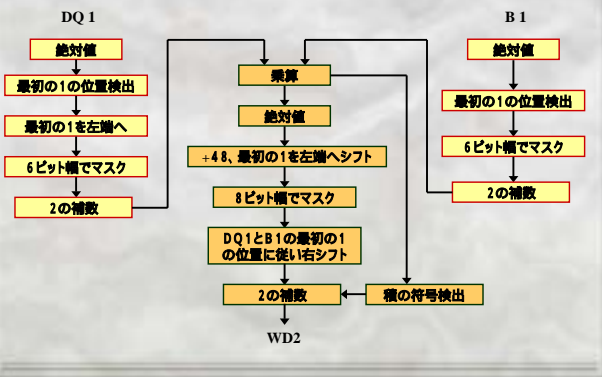 DQ 1
絶対値
最初の1の位置検出
最初の1を左端へ
6ビット幅でマスク
2の補数
乗算
絶対値
+48、最初の1を左端へシフト
8ビット幅でマスク
DQ1とB1の最初の1
の位置に従い右シフト
2の補数
積の符号検出
WD2
B 1
絶対値
最初の1の位置検出
6ビット幅でマスク
2の補数